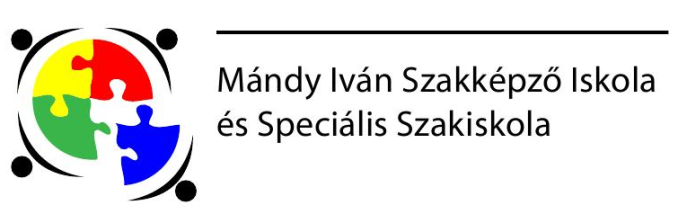 Mándy Iván Szakképző Iskola
és Speciális Szakiskola